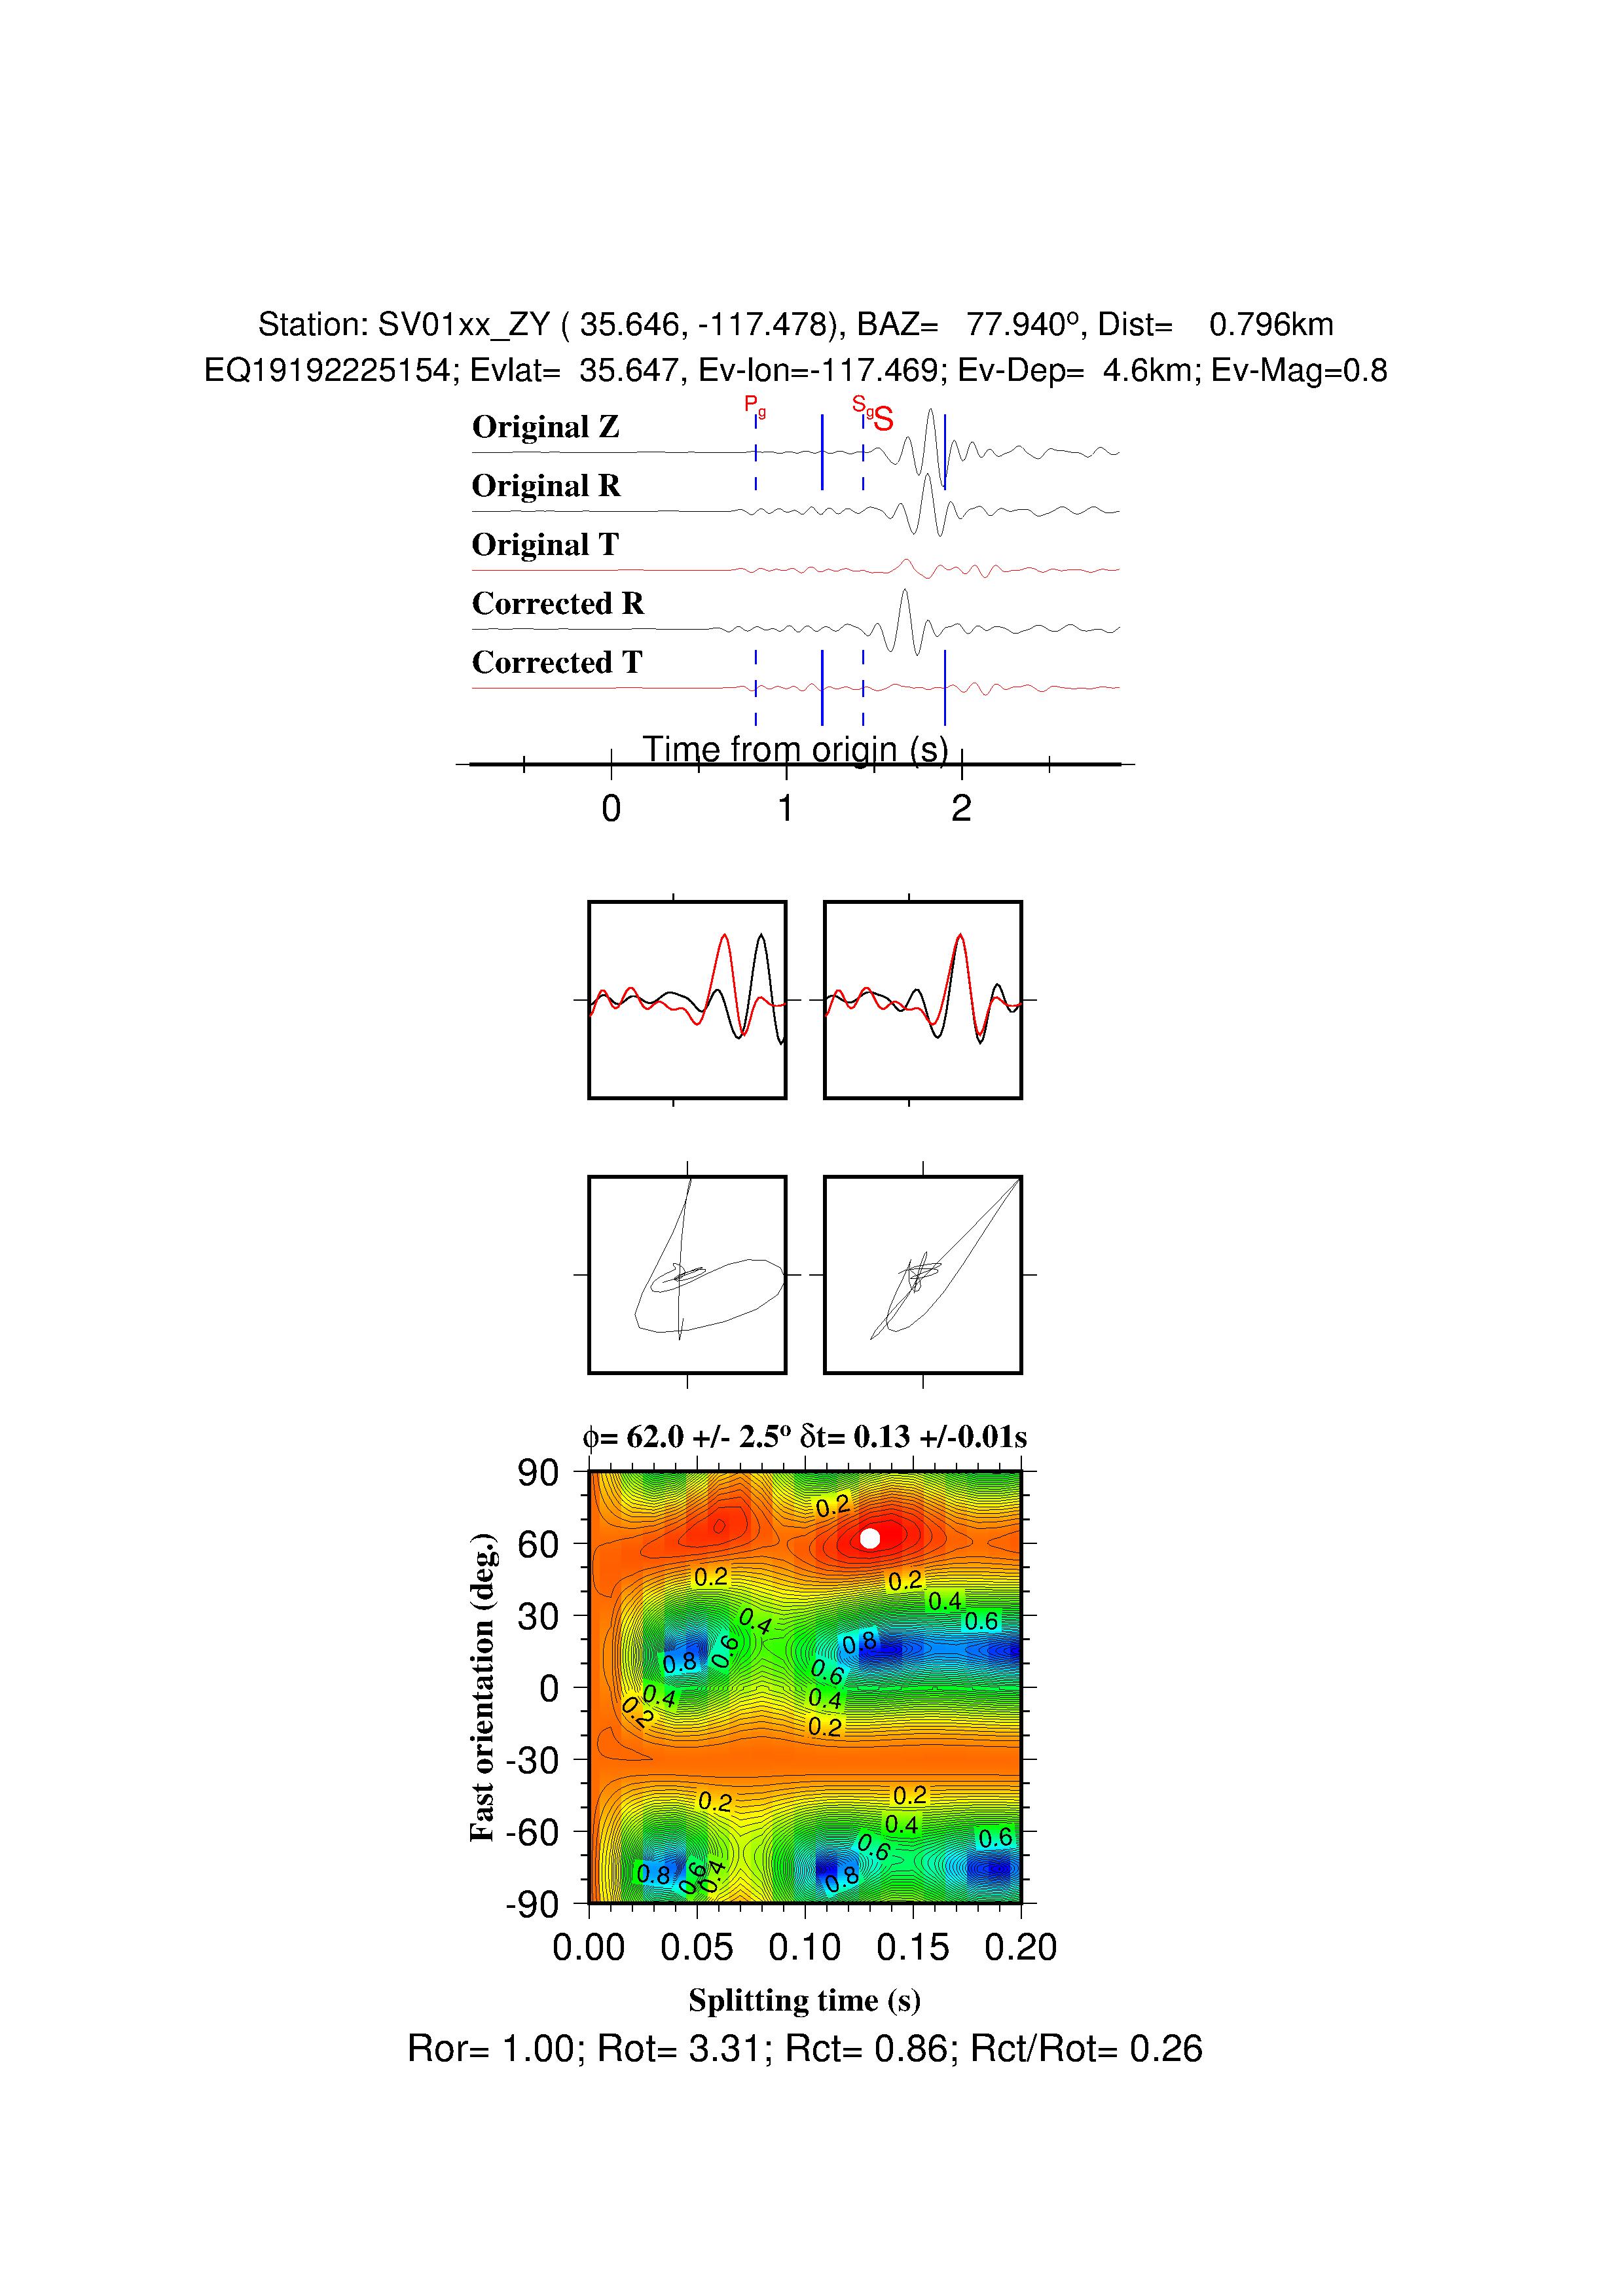 Station: SV01xx_ZY ( 35.646, -117.478), BAZ= 77.940º, Dist= 0.796km
EQ19192225154; Evlat= 35.647, Ev-lon=-117.469; Ev-Dep= 4.6km; Ev-Mag=0.8
Pg SgS
Original Z
Original R
Original T
Corrected R
Corrected T
Time from origin (s)
0 1 2
ϕ= 62.0 +/- 2.5º δt= 0.13 +/-0.01s
90
0.2
60
0.2 0.2
0.4
30
0.4 0.6
0.8 0.6 0.8
0.6
0
0.4 0.4
0.2 0.2
-30
0.2 0.2
0.4
-60
0.6 0.6
0.8 0.6 0.4 0.8
-90
Fast orientation (deg.)
0.00 0.05 0.10 0.15 0.20
Splitting time (s)
Ror= 1.00; Rot= 3.31; Rct= 0.86; Rct/Rot= 0.26